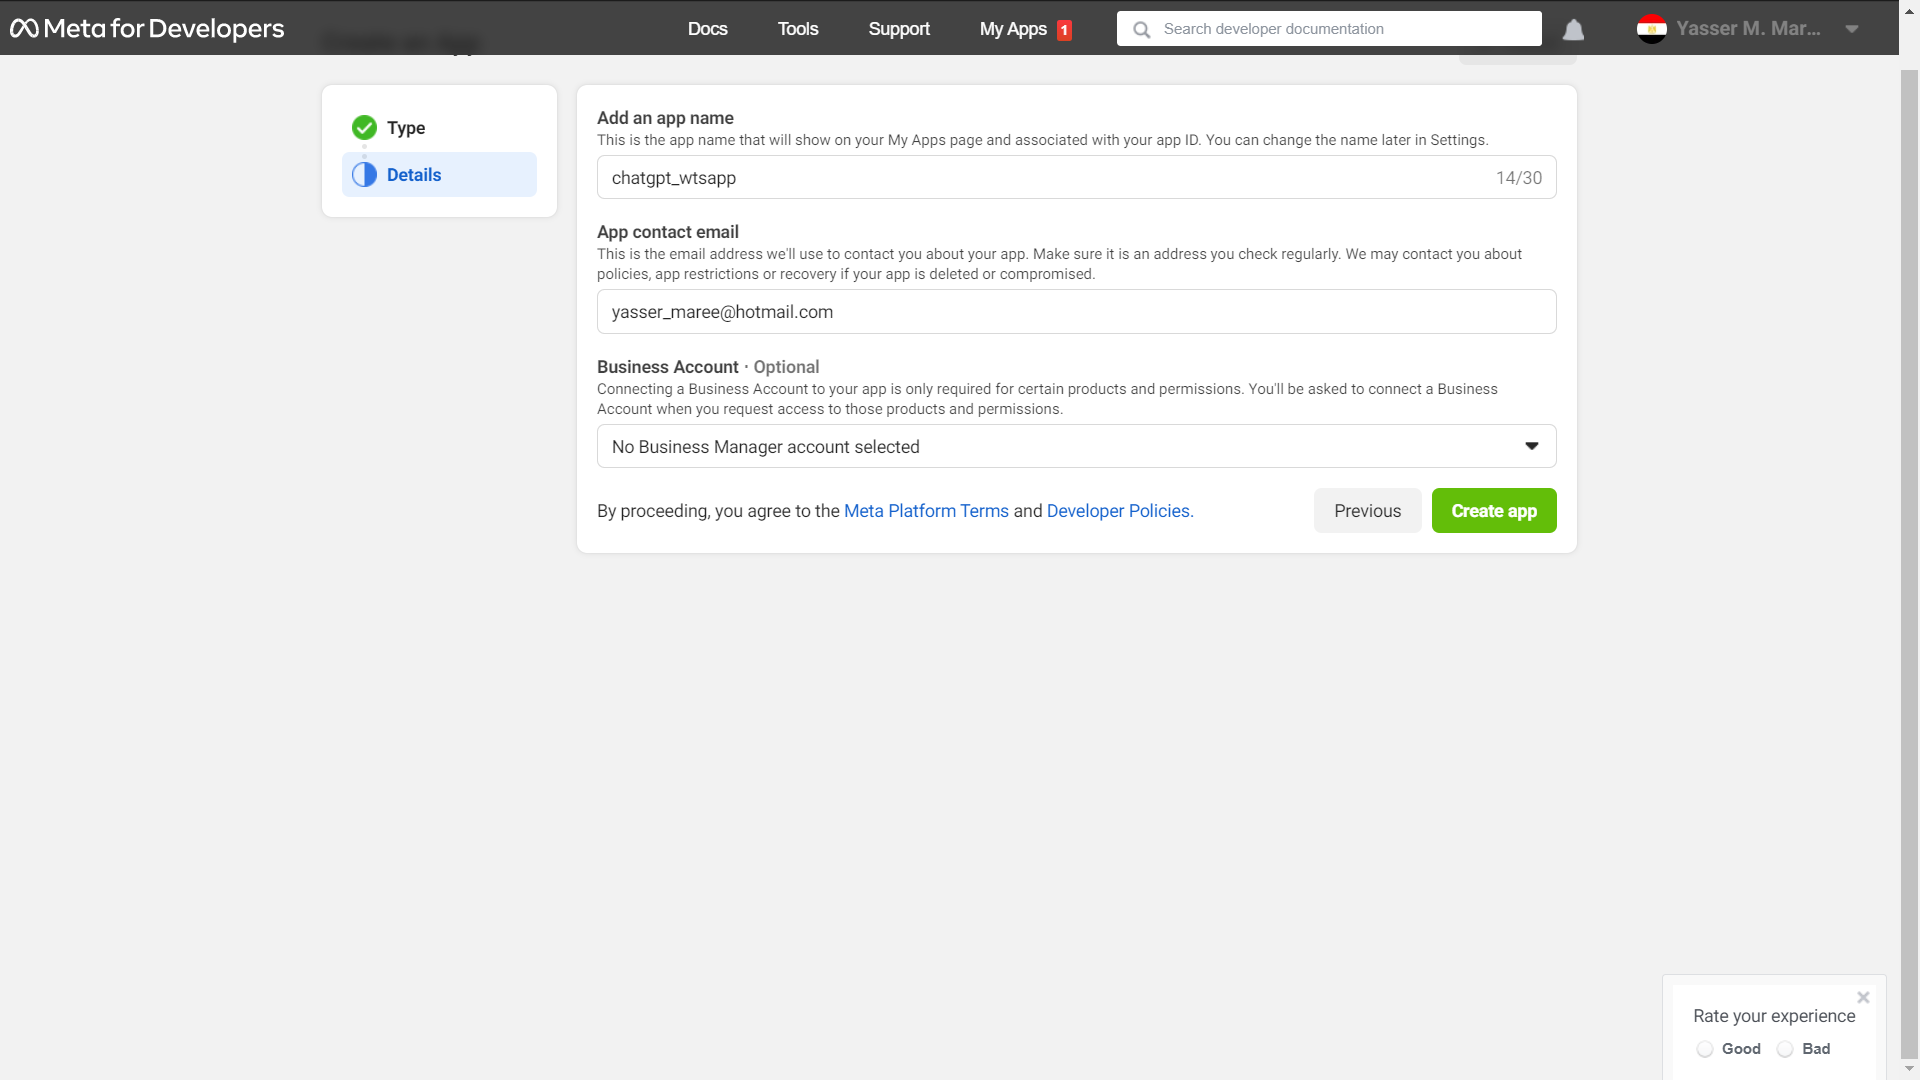 Meta for Developers
Docs
Tools
Support
My Apps 1
Search developer documentation
Yasser M. Mar...
Type
Details
Add an app name
This is the app name that will show on your My Apps page and associated with your app ID. You can change the name later in Settings.
chatgpt_wtsapp
14/30
App contact email
This is the email address we'll use to contact you about your app. Make sure it is an address you check regularly. We may contact you about
policies, app restrictions or recovery if your app is deleted or compromised.
yasser_maree@hotmail.com
Business Account · Optional
Connecting a Business Account to your app is only required for certain products and permissions. You'll be asked to connect a Business
Account when you request access to those products and permissions.
No Business Manager account selected
By proceeding, you agree to the Meta Platform Terms and Developer Policies.
Previous
Create app
Rate your experience
Good
Bad